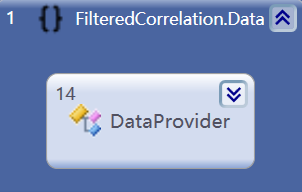 1 {} FilteredCorrelation.Data
14
DataProvider